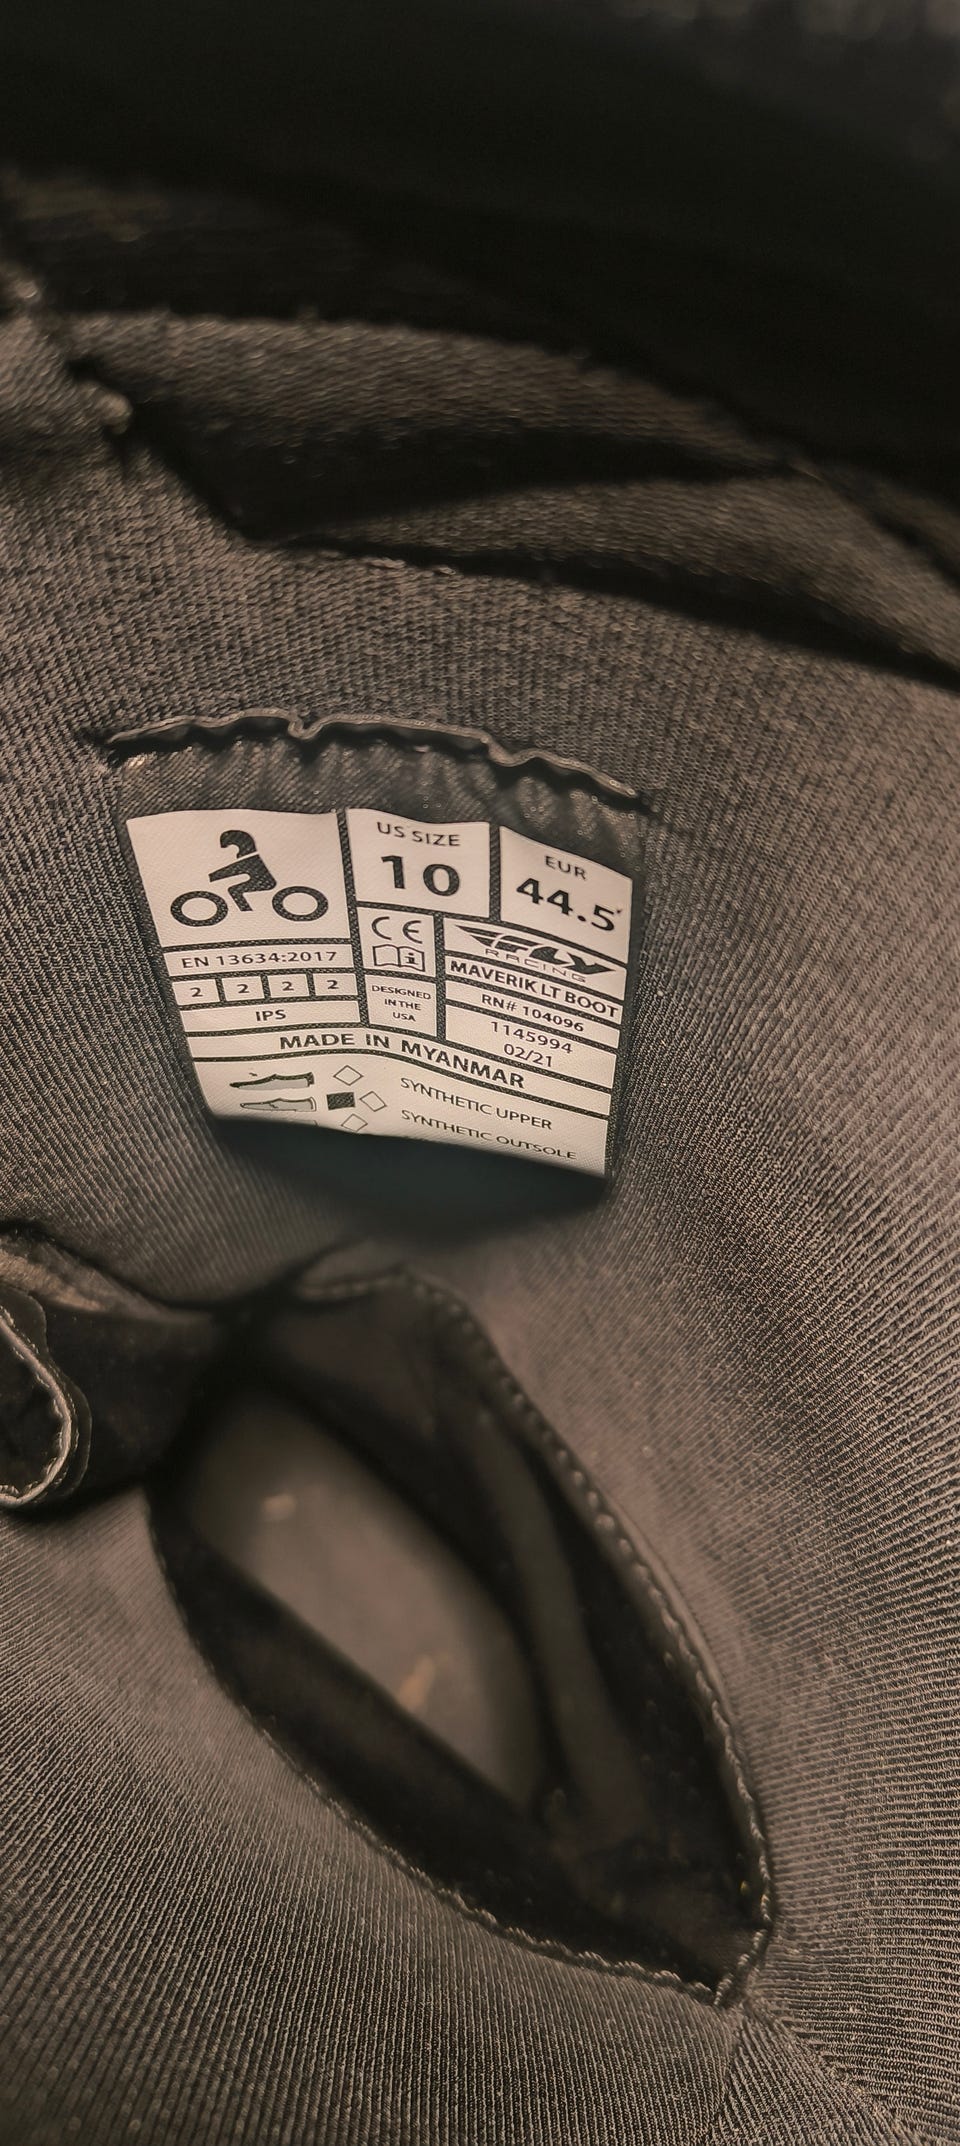 US SIZE
10
EUR
44.5
CE
i
FLY
RACING
EN 13634:2017
MAVERIK LT BOOT
2 2 2 2
DESIGNED
IN THE
USA
RN# 104096
IPS
1145994
02/21
MADE IN MYANMAR
SYNTHETIC UPPER
SYNTHETIC OUTSOLE